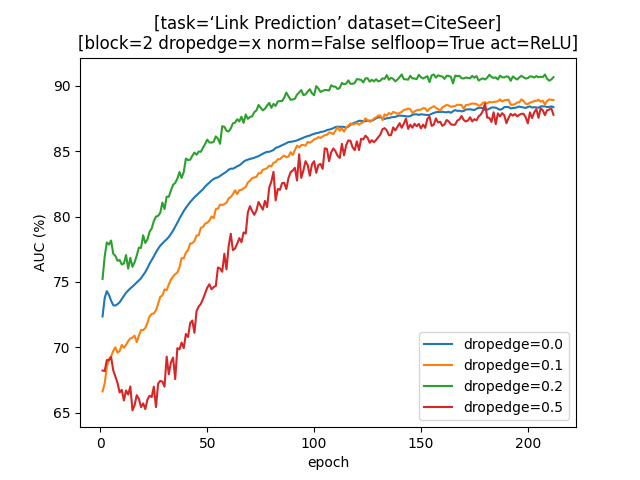 [task=‘Link Prediction’ dataset=CiteSeer]
[block=2 dropedge=x norm=False selfloop=True act=ReLU]
90
85
80
75
70
65
AUC (%)
0
50
100
150
200
epoch
dropedge=0.0
dropedge=0.1
dropedge=0.2
dropedge=0.5